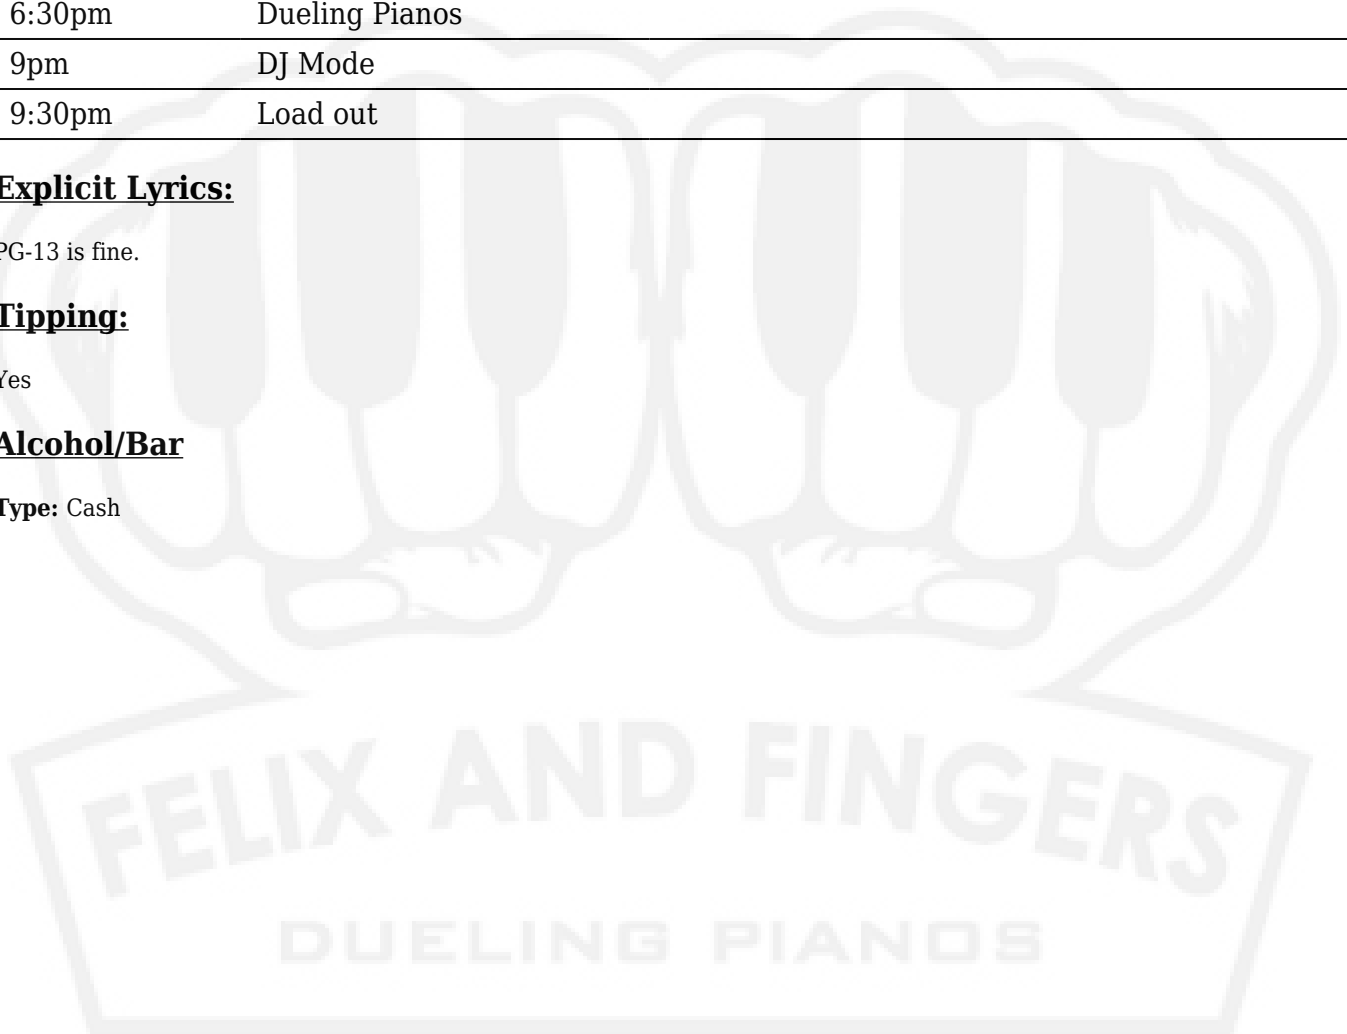 6:30pm Dueling Pianos
9pm DJ Mode
9:30pm Load out
Explicit Lyrics:
PG-13 is fine.
Tipping:
Yes
Alcohol/Bar
Type: Cash
FELIX AND FINGERS
DUELING PIANOS